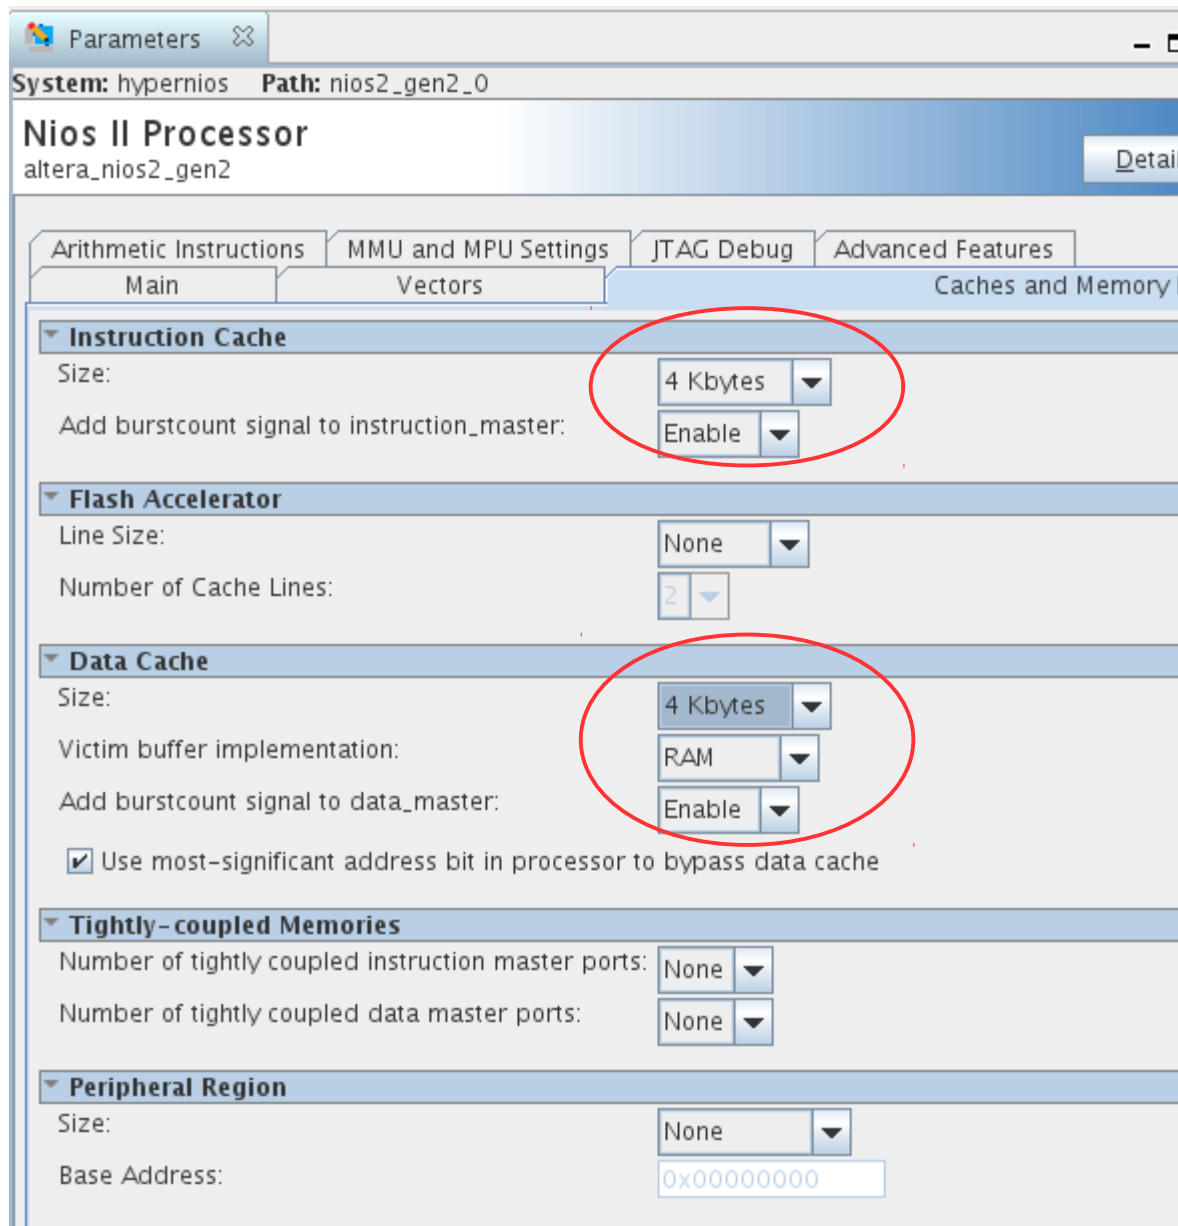 Parameters
System: hypernios Path: nios2_gen2_0
Nios II Processor
altera_nios2_gen2
Detail
Arithmetic Instructions MMU and MPU Settings JTAG Debug Advanced Features
Main Vectors Caches and Memory
Instruction Cache
Size: 4 Kbytes
Add burstcount signal to instruction_master: Enable
Flash Accelerator
Line Size: None
Number of Cache Lines: 2
Data Cache
Size: 4 Kbytes
Victim buffer implementation: RAM
Add burstcount signal to data_master: Enable
Use most-significant address bit in processor to bypass data cache
Tightly-coupled Memories
Number of tightly coupled instruction master ports: None
Number of tightly coupled data master ports: None
Peripheral Region
Size: None
Base Address: 0x00000000